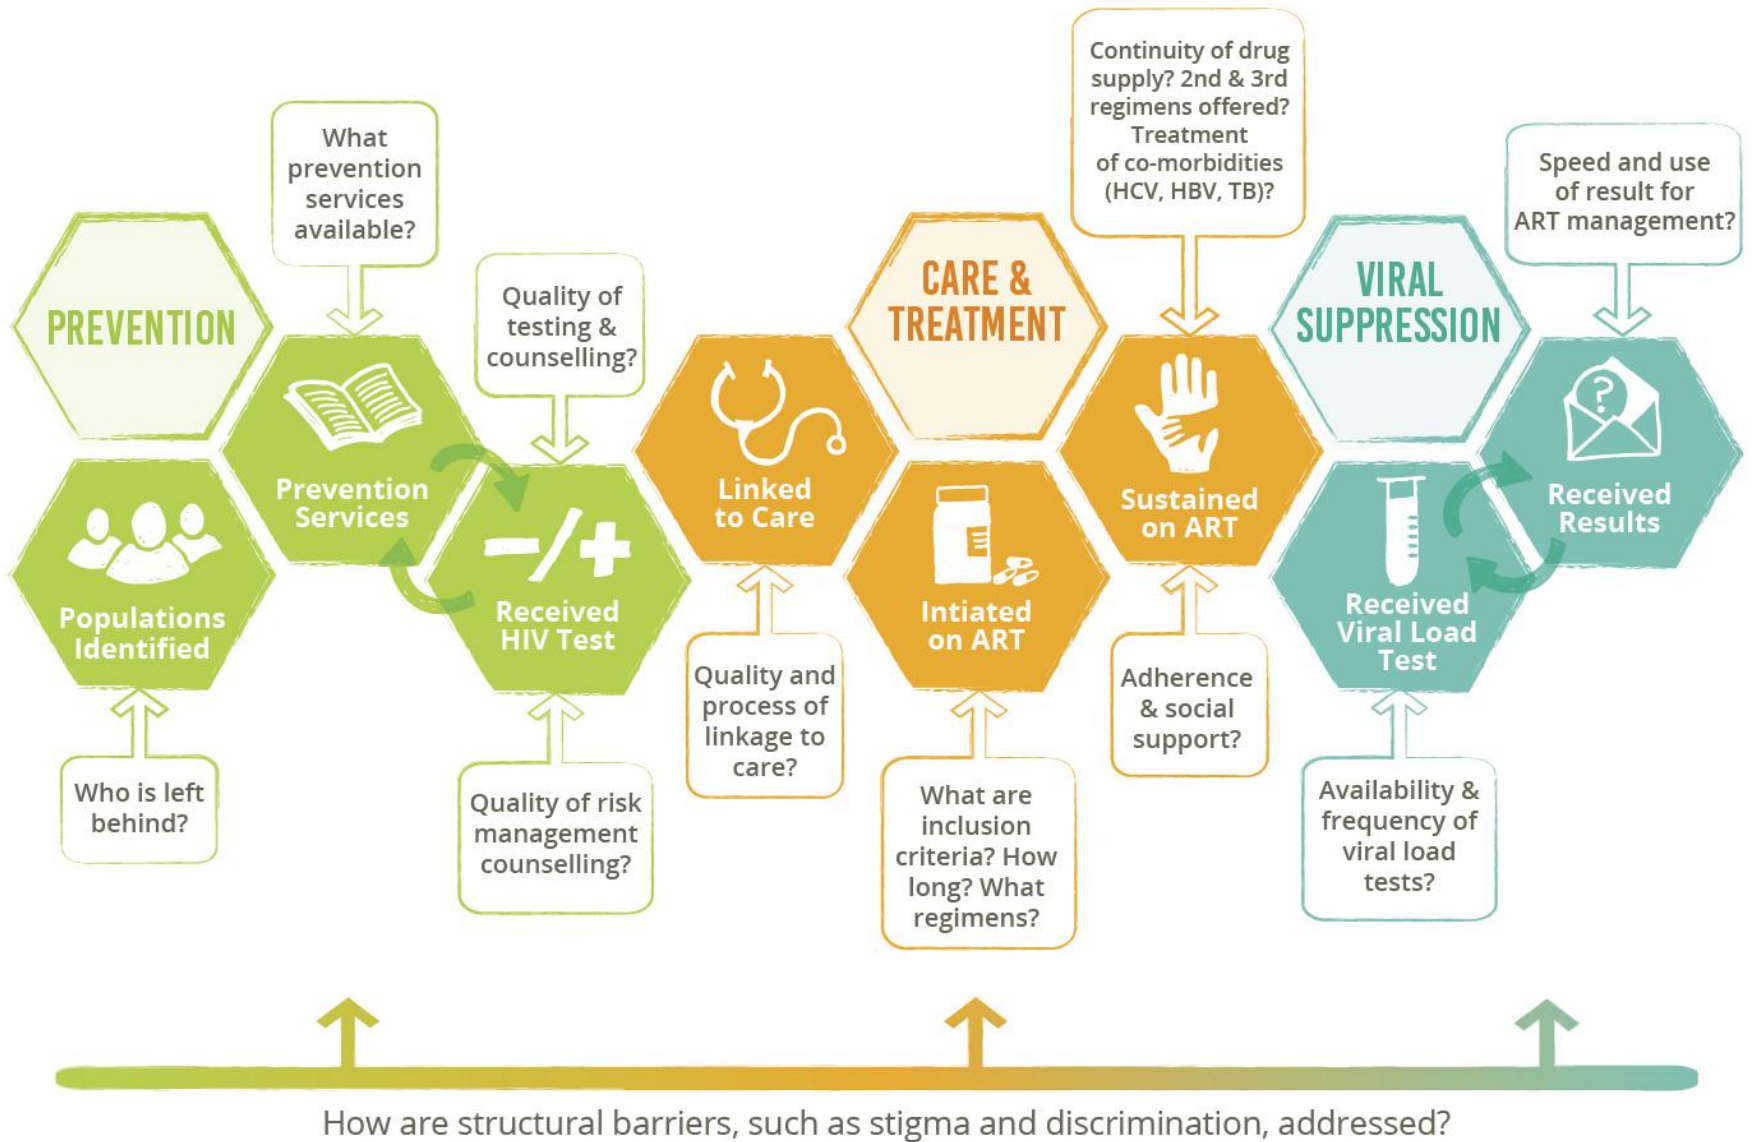 PREVENTION
Populations
Identified
Who is left
behind?
What
prevention
services
available?
Prevention
Services
Quality of
testing &
counselling?
Received
HIV Test
Quality of risk
management
counselling?
Linked
to Care
Quality and
process of
linkage to
care?
CARE &
TREATMENT
Intiated
on ART
What are
inclusion
criteria? How
long? What
regimens?
Continuity of drug
supply? 2nd & 3rd
regimens offered?
Treatment
of co-morbidities
(HCV, HBV, TB)?
Sustained
on ART
Adherence
& social
support?
VIRAL
SUPPRESSION
Received
Viral Load
Test
Availability &
frequency of
viral load
tests?
Speed and use
of result for
ART management?
?
Received
Results
How are structural barriers, such as stigma and discrimination, addressed?